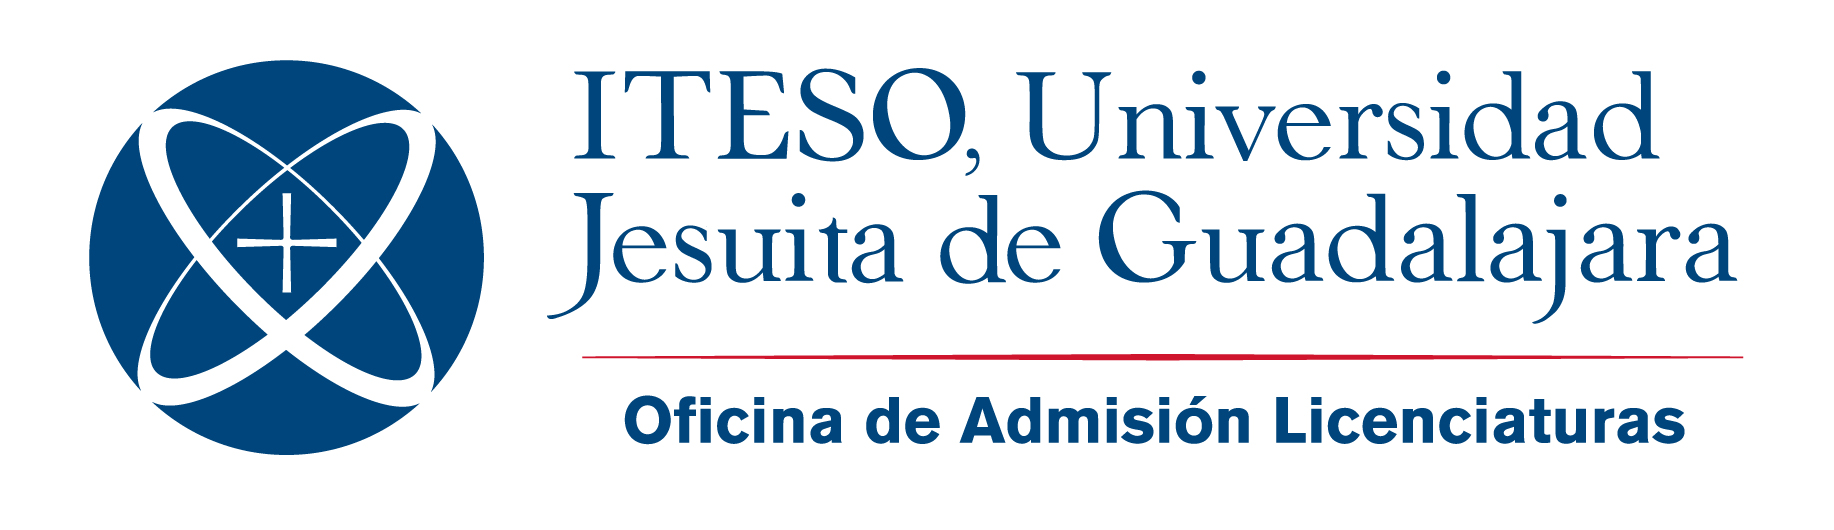 ITESO, Universidad
Jesuita de Guadalajara
Oficina de Admisión Licenciaturas